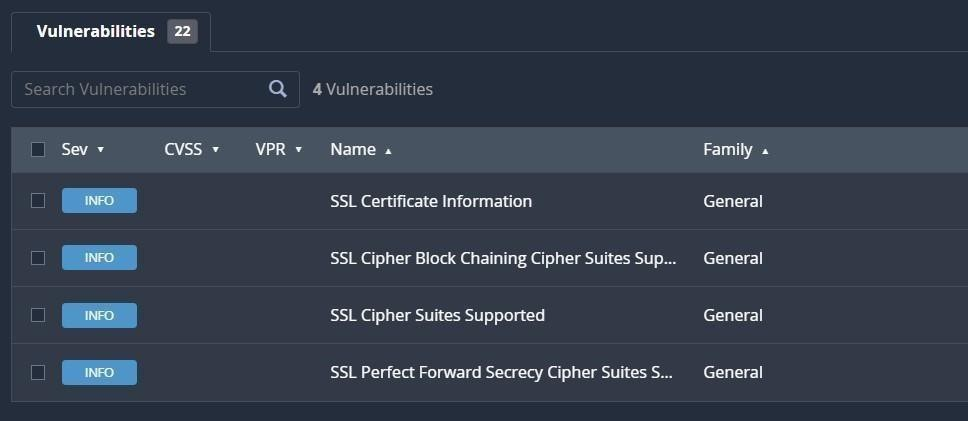 Vulnerabilities 22
Search Vulnerabilities 4 Vulnerabilities
Sev CVSS VPR Name Family
INFO SSL Certificate Information General
INFO SSL Cipher Block Chaining Cipher Suites Sup... General
INFO SSL Cipher Suites Supported General
INFO SSL Perfect Forward Secrecy Cipher Suites S... General